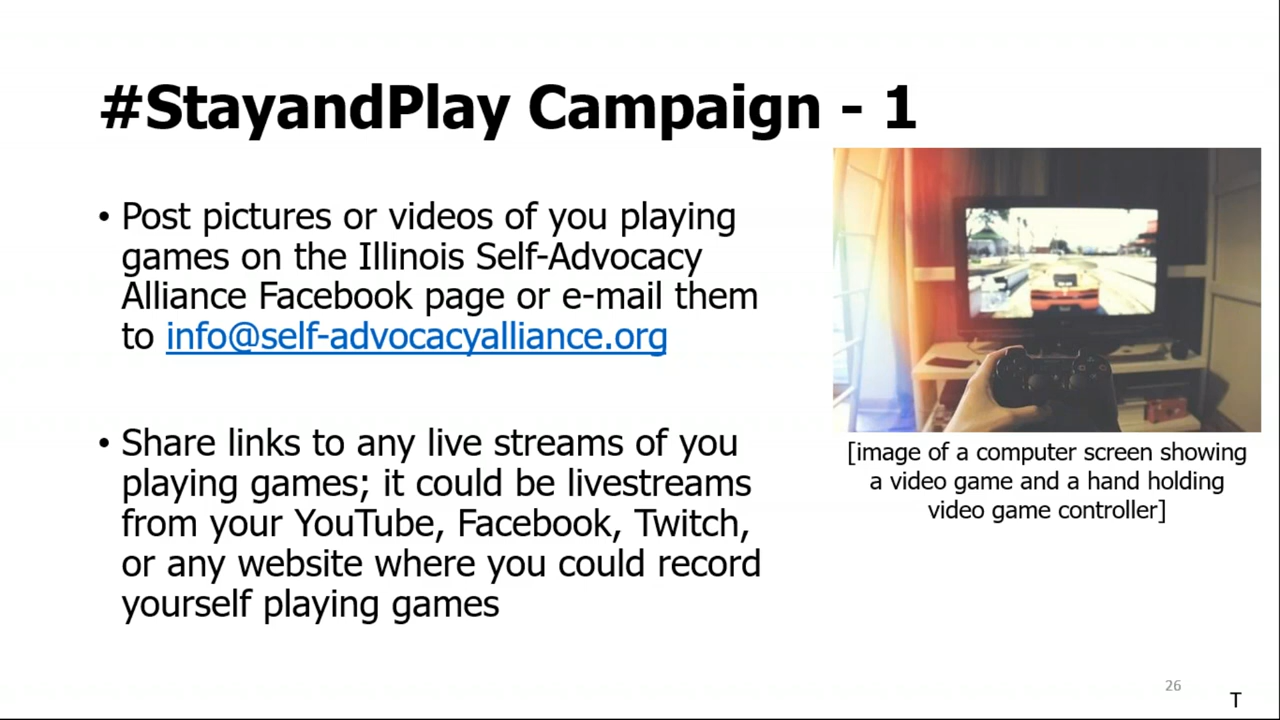 #StayandPlay Campaign - 1
• Post pictures or videos of you playing
games on the Illinois Self-Advocacy
Alliance Facebook page or e-mail them
to info@self-advocacyalliance.org
• Share links to any live streams of you
playing games; it could be livestreams
from your YouTube, Facebook, Twitch,
or any website where you could record
yourself playing games
[image of a computer screen showing
a video game and a hand holding
video game controller]
26
T